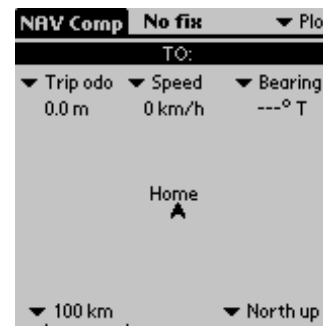 NAV Comp No fix Plo
TO:
Trip odo Speed Bearing
0.0 m 0 km/h ---° T
Home
100 km North up